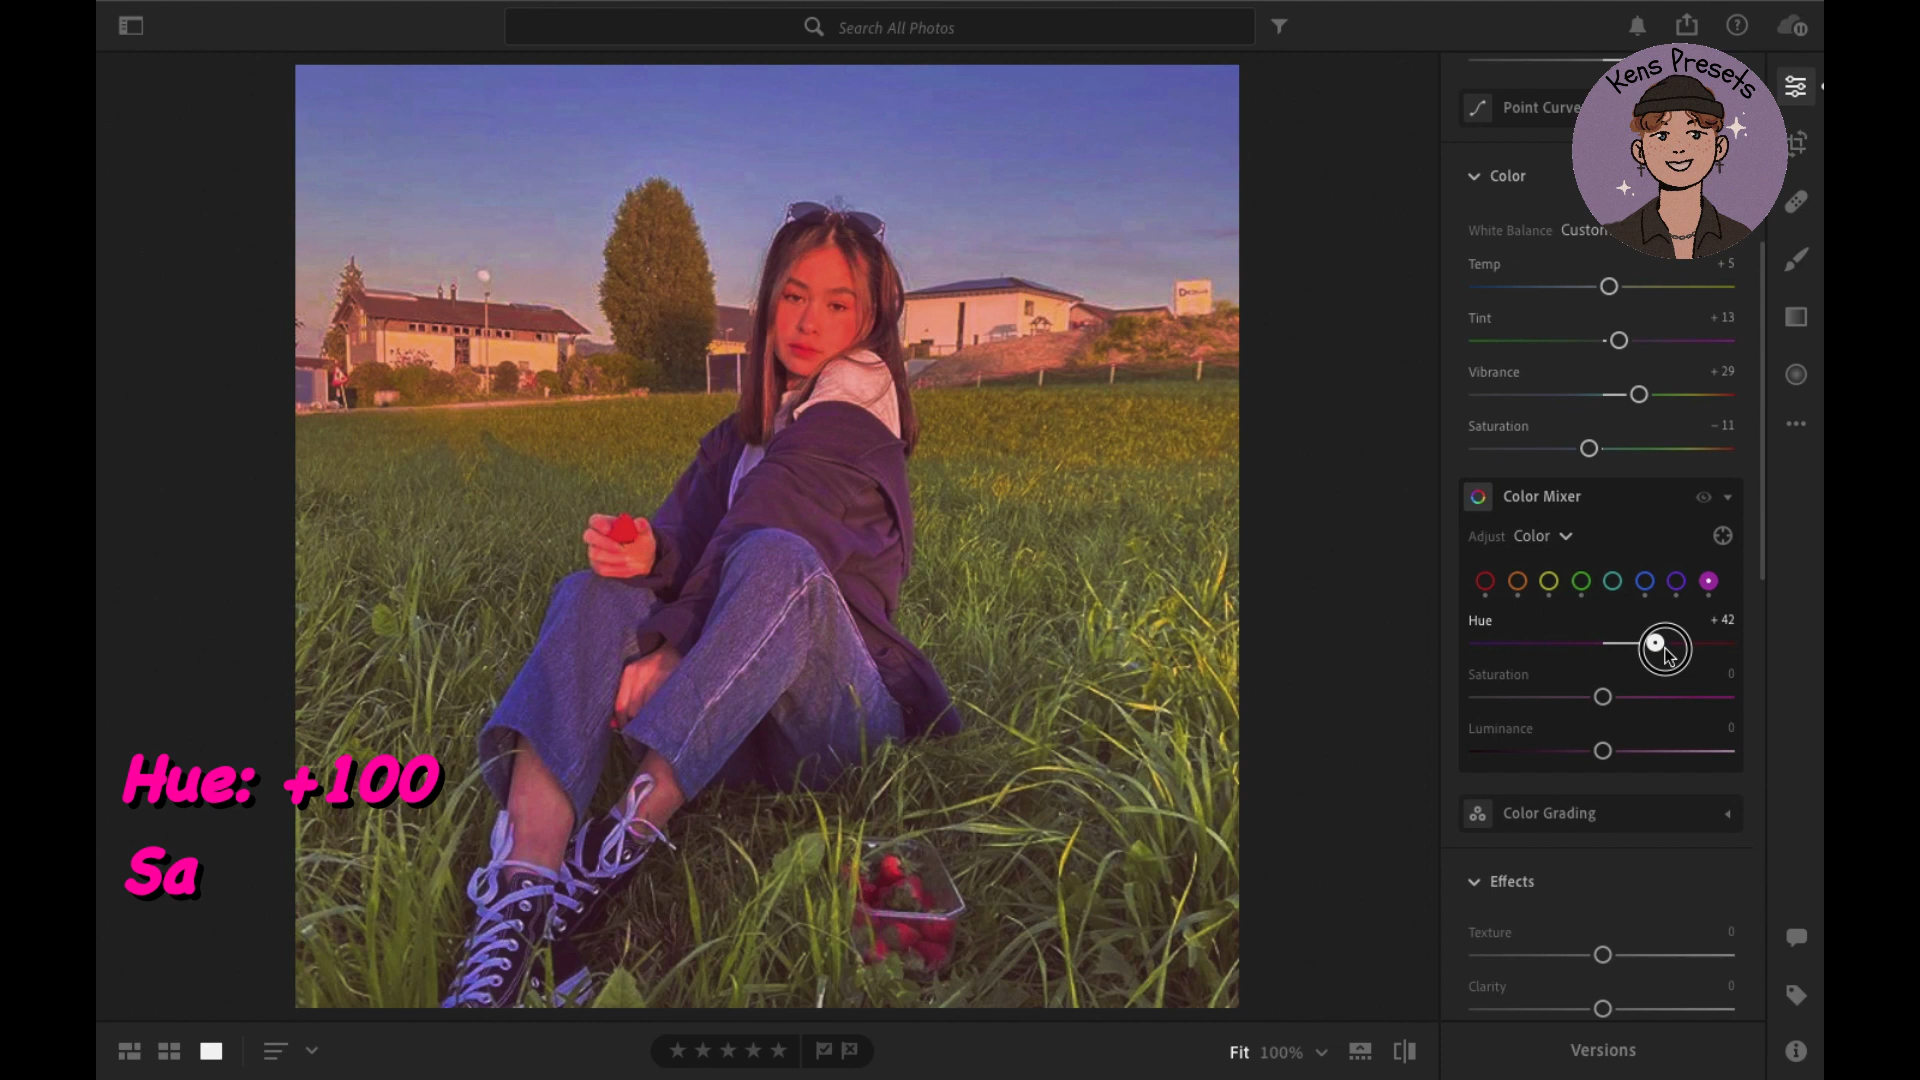 Search All Photos
Kens Presets
Point Curve
Color
White Balance Custom
Temp + 5
Tint + 13
Vibrance + 29
Saturation − 11
Color Mixer
Adjust Color
Hue + 42
Saturation 0
Luminance 0
Hue: +100
Color Grading
Sa
Effects
Texture 0
Clarity 0
Fit 100%
Versions